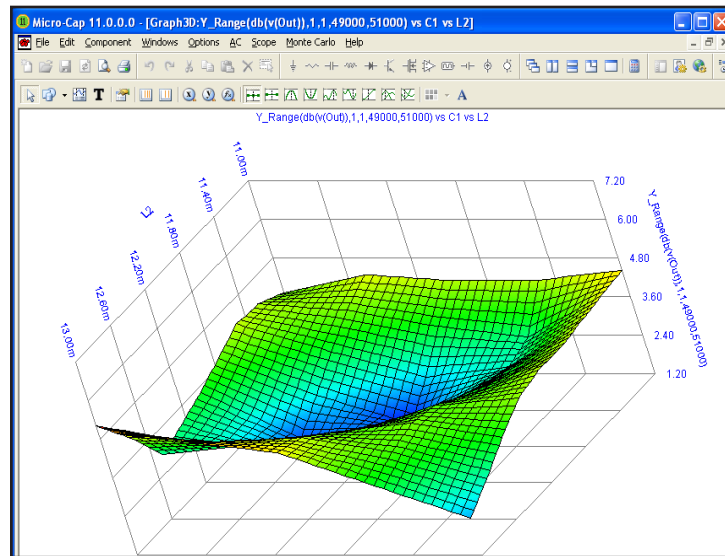 Micro-Cap 11.0.0.0 - [Graph3D:Y_Range(db(v(Out)),1,1,49000,51000) vs C1 vs L2]
File Edit Component Windows Options AC Scope Monte Carlo Help
T
A
Y_Range(db(v(Out)),1,1,49000,51000) vs C1 vs L2
11.00m
11.40m
11.80m
12.20m
12.60m
13.00m
L2
7.20
6.00
4.80
3.60
2.40
1.20
Y_Range(db(v(Out)),1,1,49000,51000)